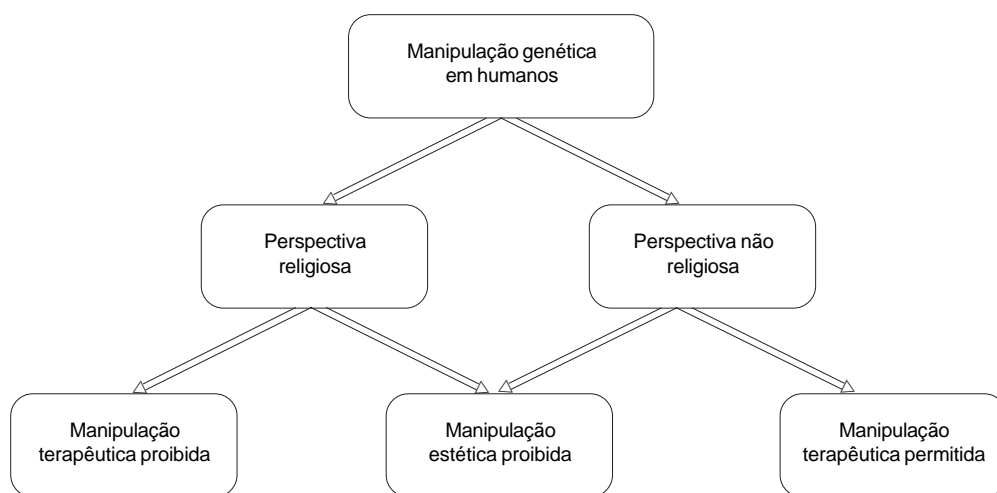 Manipulação genética
em humanos
Perspectiva
religiosa
Perspectiva não
religiosa
Manipulação
terapêutica proibida
Manipulação
estética proibida
Manipulação
terapêutica permitida